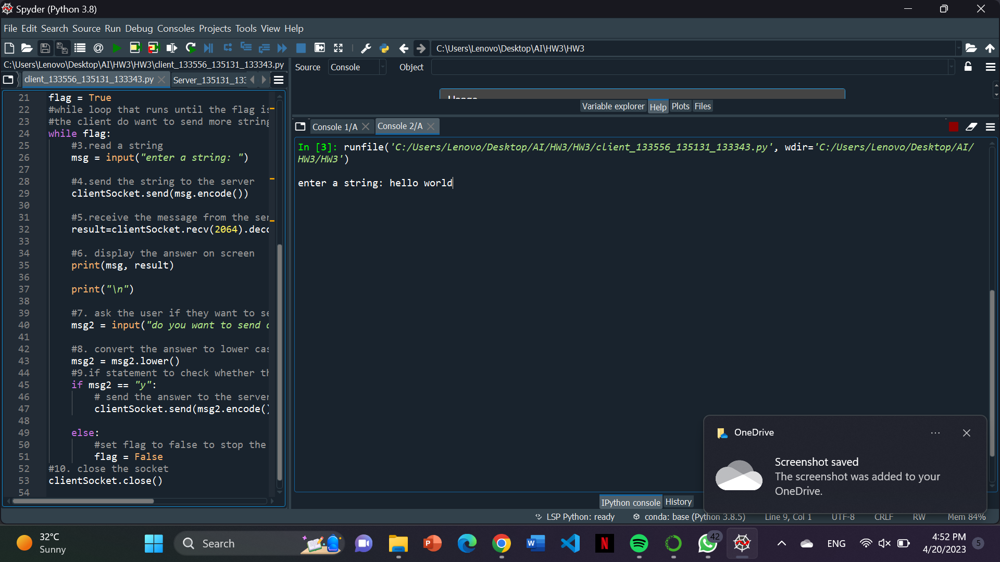 Spyder (Python 3.8)
File Edit Search Source Run Debug Consoles Projects Tools View Help
C:\Users\Lenovo\Desktop\AI\HW3\HW3
C:\Users\Lenovo\Desktop\AI\HW3\HW3\client_133556_135131_133343.py
client_133556_135131_133343.py
Server_135131_133
Source Console Object
Variable explorer Help Plots Files
21 flag = True
22 #while loop that runs until the flag is
23 #the client do want to send more string
24 while flag:
25 #3.read a string
26 msg = input("enter a string: ")
27
28 #4.send the string to the server
29 clientSocket.send(msg.encode())
30
31 #5.receive the message from the ser
32 result=clientSocket.recv(2064).deco
33
34 #6. display the answer on screen
35 print(msg, result)
36
37 print("\n")
38
39 #7. ask the user if they want to se
40 msg2 = input("do you want to send
41
42 #8. convert the answer to lower cas
43 msg2 = msg2.lower()
44 #9.if statement to check whether th
45 if msg2 == "y":
46 # send the answer to the server
47 clientSocket.send(msg2.encode()
48
49 else:
50 #set flag to false to stop the
51 flag = False
52 #10. close the socket
53 clientSocket.close()
54
Console 1/A Console 2/A
In [3]: runfile('C:/Users/Lenovo/Desktop/AI/HW3/HW3/client_133556_135131_133343.py', wdir='C:/Users/Lenovo/Desktop/AI/
HW3/HW3')
enter a string: hello world
OneDrive
Screenshot saved
The screenshot was added to your
OneDrive.
IPython console History
LSP Python: ready conda: base (Python 3.8.5) Line 9, Col 1 UTF-8 CRLF RW Mem 84%
32°C
Sunny
Search
42
ENG
4:52 PM
4/20/2023
5